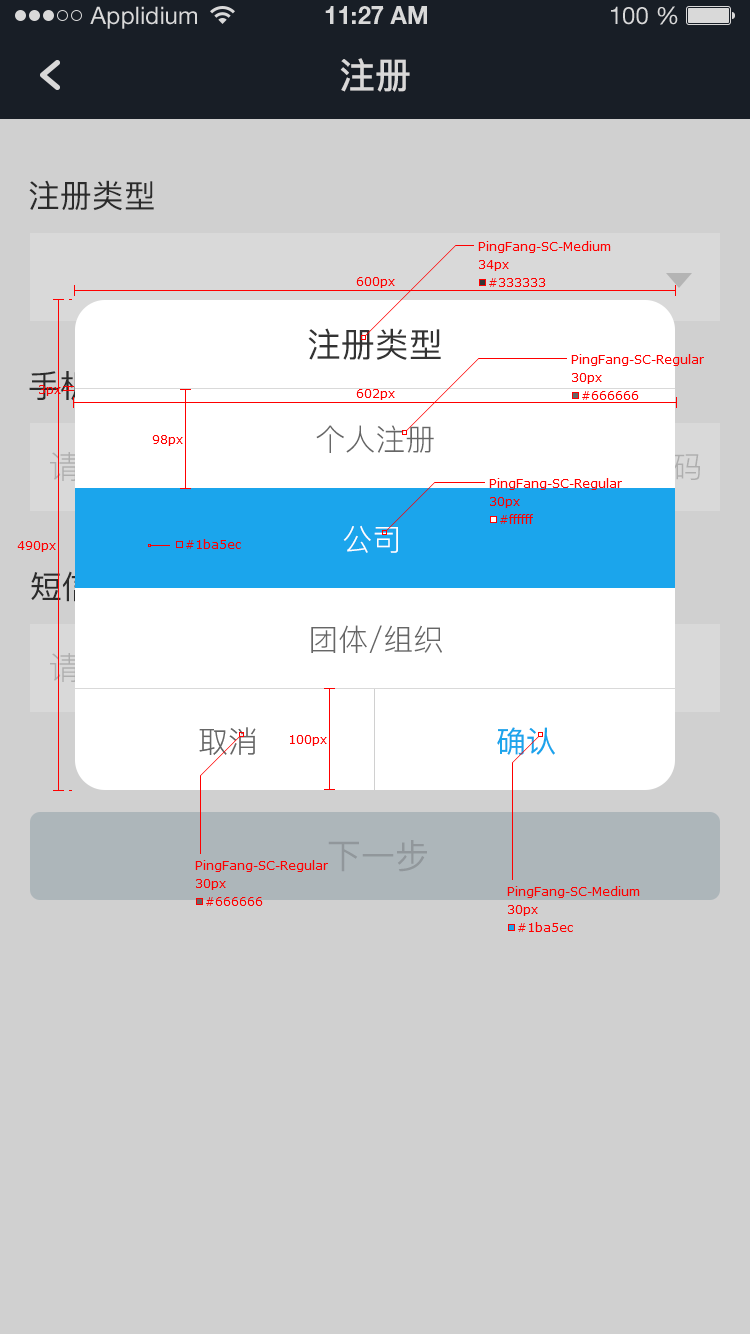 Applidium 11:27 AM 100 %
注册
注册类型
PingFang-SC-Medium
34px
#333333
600px
注册类型
PingFang-SC-Regular
30px
#666666
手机
3px
602px
98px
个人注册
请
码
PingFang-SC-Regular
30px
#ffffff
490px
#1ba5ec
公司
短信
团体/组织
请
取消
100px
确认
下一步
PingFang-SC-Regular
30px
#666666
PingFang-SC-Medium
30px
#1ba5ec